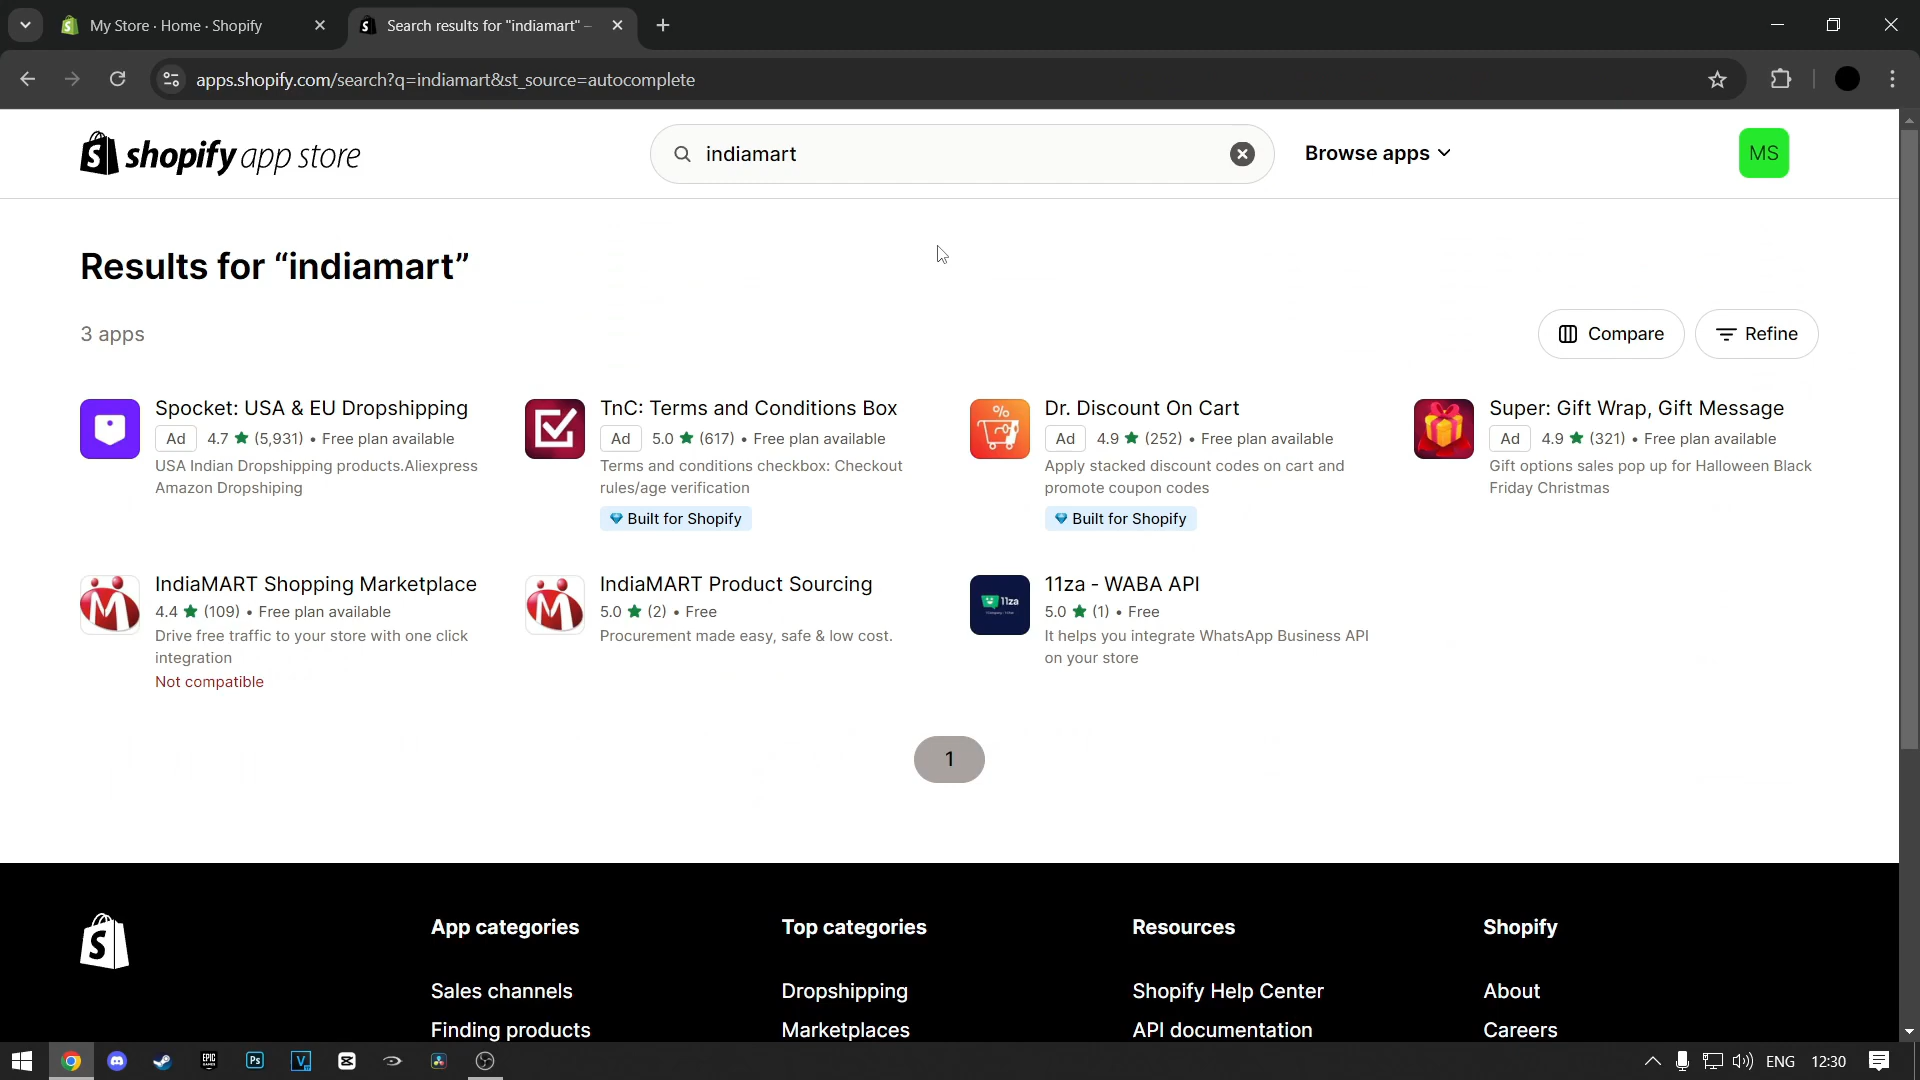 My Store · Home · Shopify
Search results for "indiamart" –
apps.shopify.com/search?q=indiamart&st_source=autocomplete
shopify app store
indiamart
Browse apps
MS
Results for “indiamart”
3 apps
Compare
Refine
Spocket: USA & EU Dropshipping
Ad 4.7 ★ (5,931) • Free plan available
USA Indian Dropshipping products.Aliexpress
Amazon Dropshiping
TnC: Terms and Conditions Box
Ad 5.0 ★ (617) • Free plan available
Terms and conditions checkbox: Checkout
rules/age verification
Built for Shopify
Dr. Discount On Cart
Ad 4.9 ★ (252) • Free plan available
Apply stacked discount codes on cart and
promote coupon codes
Built for Shopify
Super: Gift Wrap, Gift Message
Ad 4.9 ★ (321) • Free plan available
Gift options sales pop up for Halloween Black
Friday Christmas
IndiaMART Shopping Marketplace
4.4 ★ (109) • Free plan available
Drive free traffic to your store with one click
integration
Not compatible
IndiaMART Product Sourcing
5.0 ★ (2) • Free
Procurement made easy, safe & low cost.
11za
11za - WABA API
5.0 ★ (1) • Free
It helps you integrate WhatsApp Business API
on your store
1
App categories
Sales channels
Finding products
Top categories
Dropshipping
Marketplaces
Resources
Shopify Help Center
API documentation
Shopify
About
Careers
EPIC
Ps
V
ENG
12:30